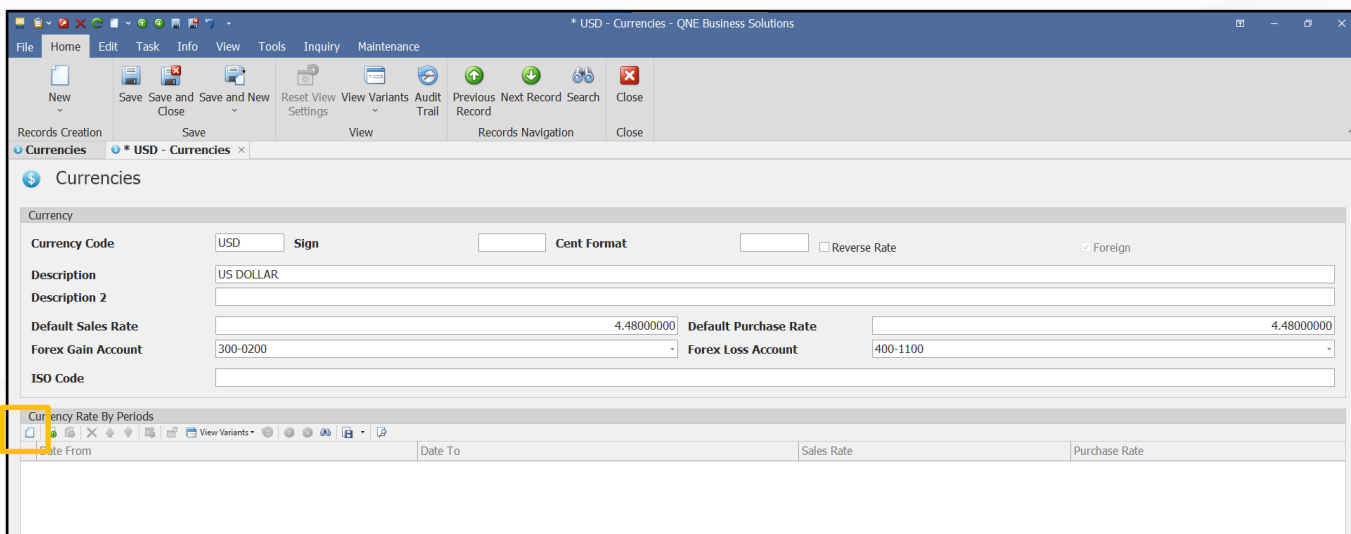 * USD - Currencies - QNE Business Solutions
File Home Edit Task Info View Tools Inquiry Maintenance
New Save Save and Close Save and New Reset View Settings View Variants Audit Trail Previous Record Next Record Search Close
Records Creation Save View Records Navigation Close
Currencies * USD - Currencies ×
Currencies
Currency
Currency Code USD Sign Cent Format Reverse Rate Foreign
Description US DOLLAR
Description 2
Default Sales Rate 4.48000000 Default Purchase Rate 4.48000000
Forex Gain Account 300-0200 Forex Loss Account 400-1100
ISO Code
Currency Rate By Periods
View Variants
Date From Date To Sales Rate Purchase Rate